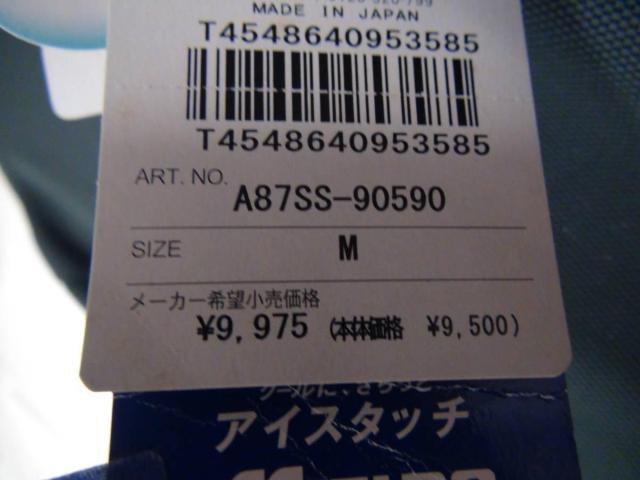 MADE IN JAPAN
T4548640953585
T4548640953585
ART. NO. A87SS-90590
SIZE M
メーカー希望小売価格
¥9,975 (本体価格 ¥9,500)
アイスタッチ